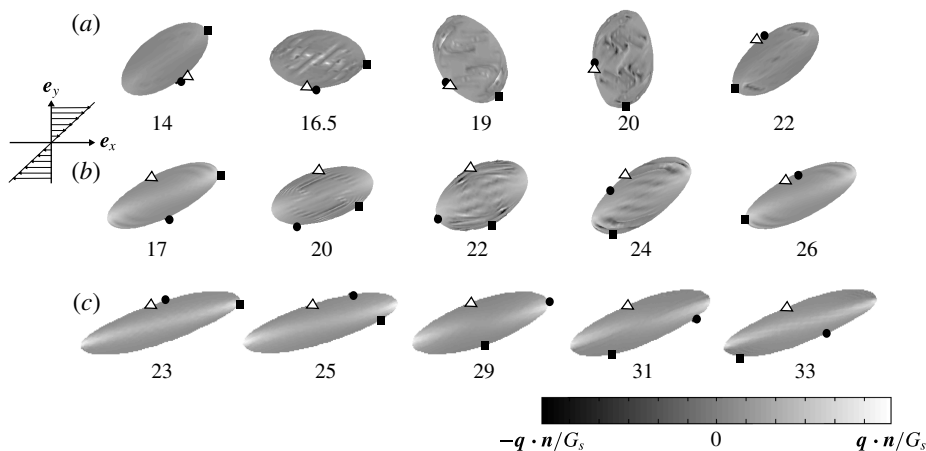 (a)
14 16.5 19 20 22
e_y
e_x
(b)
17 20 22 24 26
(c)
23 25 29 31 33
−q · n/G_s 0 q · n/G_s